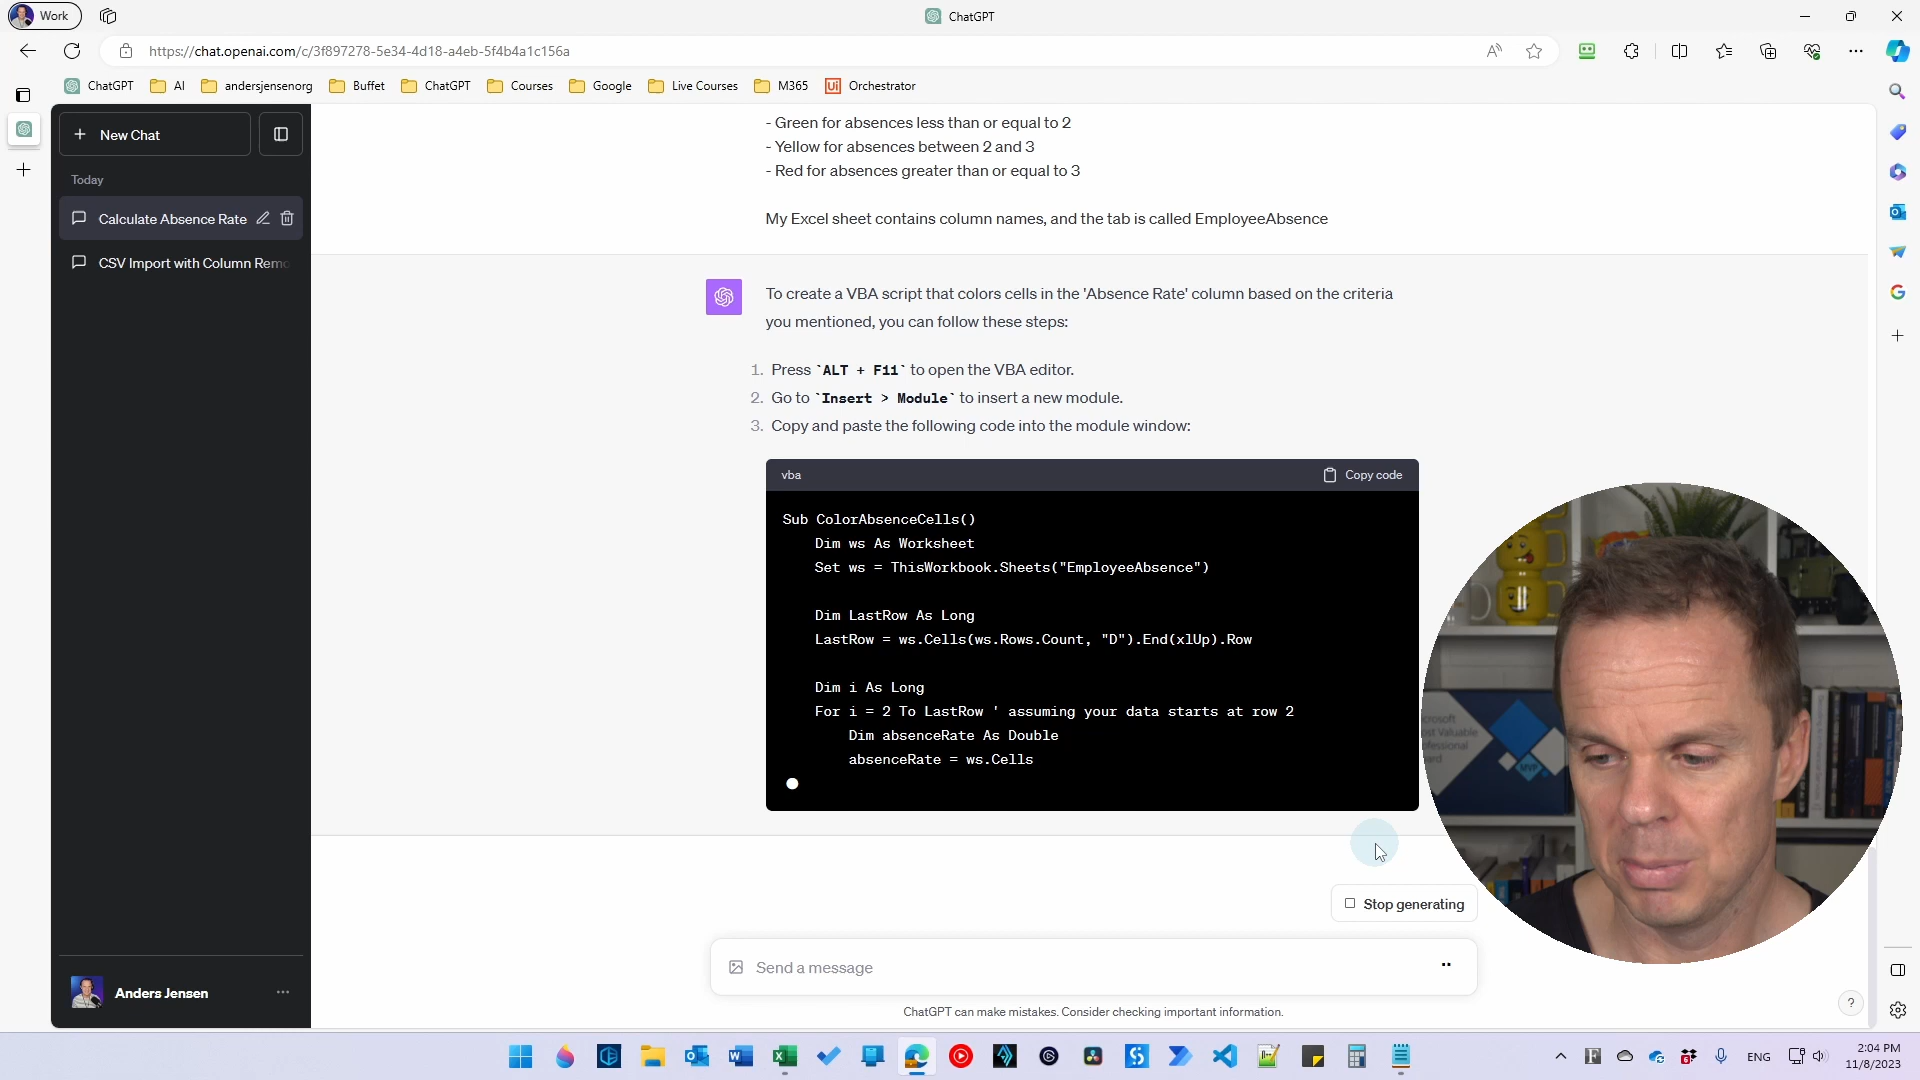 Work
ChatGPT
https://chat.openai.com/c/3f897278-5e34-4d18-a4eb-5f4b4a1c156a
ChatGPT
AI
andersjensenorg
Buffet
ChatGPT
Courses
Google
Live Courses
M365
Ui Orchestrator
New Chat
Today
Calculate Absence Rate
CSV Import with Column Remo
- Green for absences less than or equal to 2
- Yellow for absences between 2 and 3
- Red for absences greater than or equal to 3
My Excel sheet contains column names, and the tab is called EmployeeAbsence
To create a VBA script that colors cells in the 'Absence Rate' column based on the criteria
you mentioned, you can follow these steps:
1. Press `ALT + F11` to open the VBA editor.
2. Go to `Insert > Module` to insert a new module.
3. Copy and paste the following code into the module window:
vba
Copy code
Sub ColorAbsenceCells()
Dim ws As Worksheet
Set ws = ThisWorkbook.Sheets("EmployeeAbsence")
Dim LastRow As Long
LastRow = ws.Cells(ws.Rows.Count, "D").End(xlUp).Row
Dim i As Long
For i = 2 To LastRow ' assuming your data starts at row 2
Dim absenceRate As Double
absenceRate = ws.Cells
MVP
Stop generating
Send a message
ChatGPT can make mistakes. Consider checking important information.
?
Anders Jensen
ENG
2:04 PM
11/8/2023